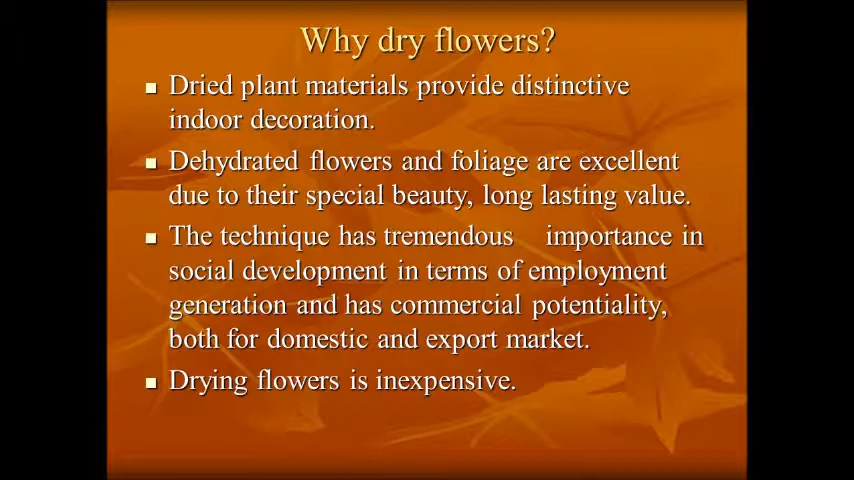 Why dry flowers?
Dried plant materials provide distinctive
indoor decoration.
Dehydrated flowers and foliage are excellent
due to their special beauty, long lasting value.
The technique has tremendous importance in
social development in terms of employment
generation and has commercial potentiality,
both for domestic and export market.
Drying flowers is inexpensive.